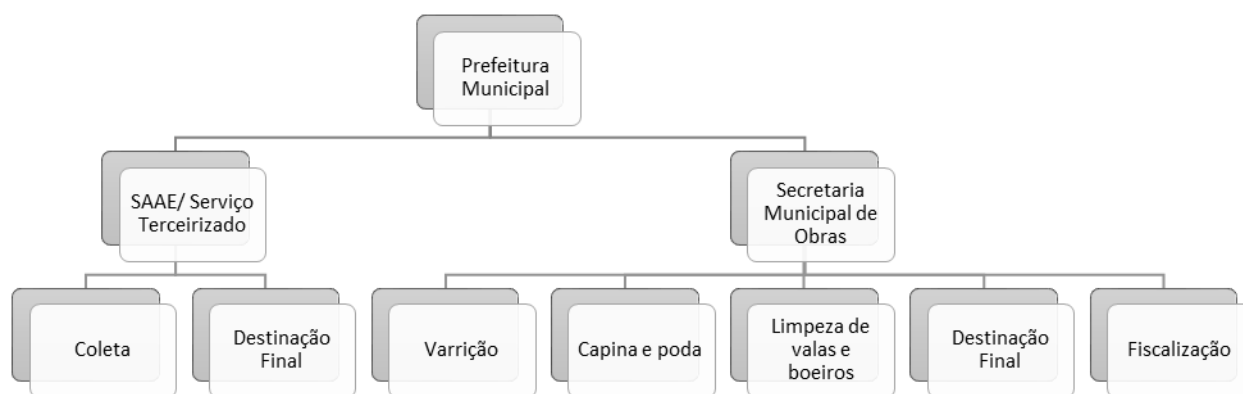 Prefeitura
Municipal
SAAE/ Serviço
Terceirizado
Secretaria
Municipal de
Obras
Coleta
Destinação
Final
Varrição
Capina e poda
Limpeza de
valas e
boeiros
Destinação
Final
Fiscalização